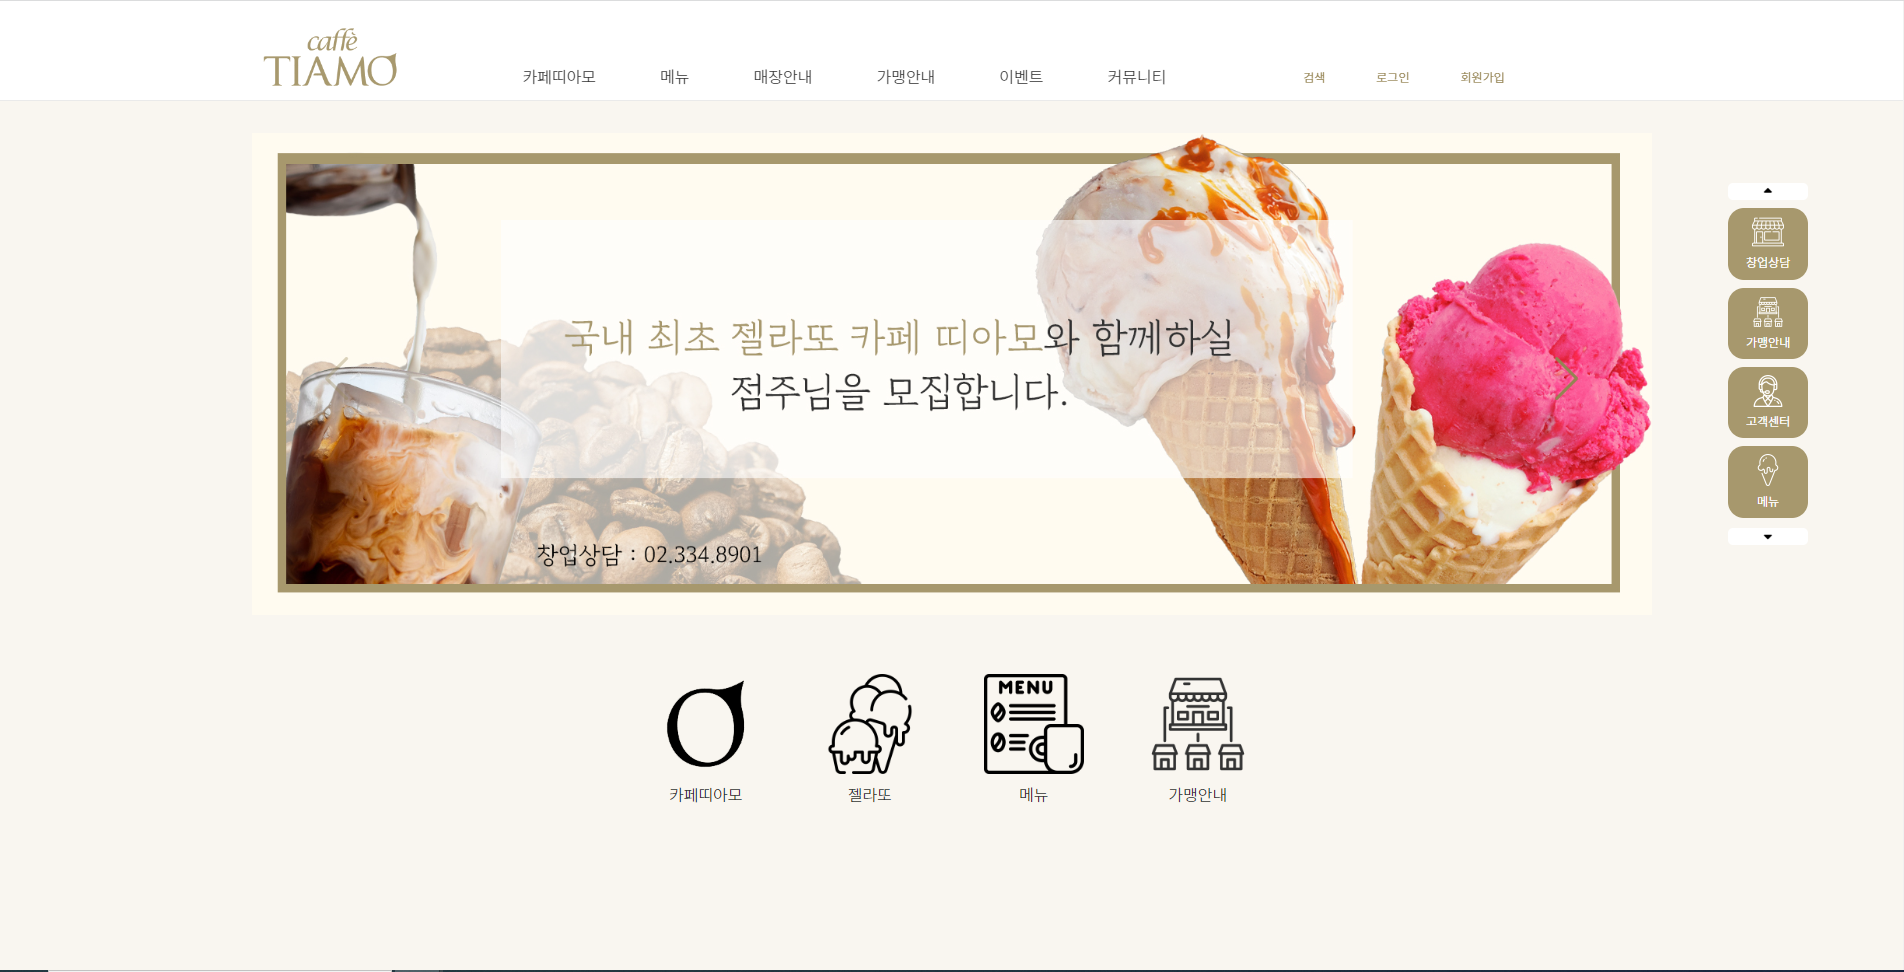 caffè
TIAMO
카페띠아모 메뉴 매장안내 가맹안내 이벤트 커뮤니티 검색 로그인 회원가입
국내 최초 젤라또 카페 띠아모와 함께하실
점주님을 모집합니다.
창업상담 : 02.334.8901
창업상담
가맹안내
고객센터
메뉴
MENU
카페띠아모 젤라또 메뉴 가맹안내